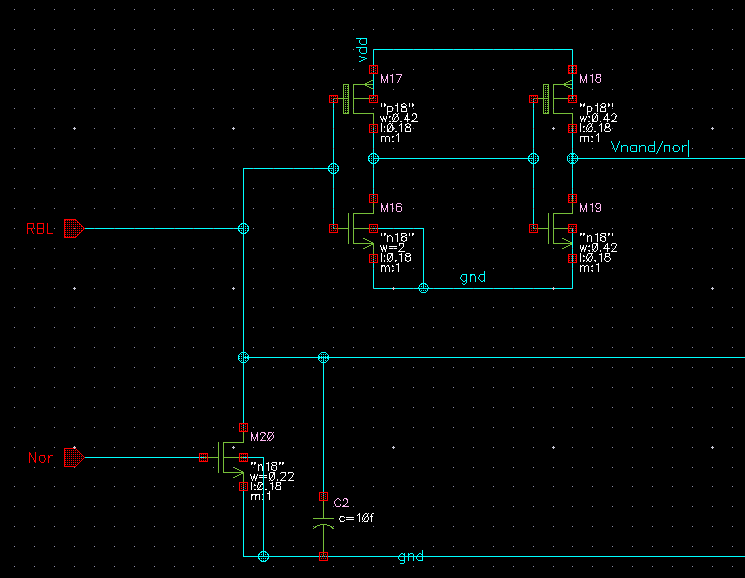 vdd
M17
"p18"
w:0.42
l:0.18
m:1
M18
"p18"
w:0.42
l:0.18
m:1
Vnand/nor
M16
"n18"
w=2
l:0.18
m:1
M19
"n18"
w:0.42
l:0.18
m:1
RBL
gnd
Nor
M20
"n18"
w=0.22
l:0.18
m:1
C2
c=10f
gnd